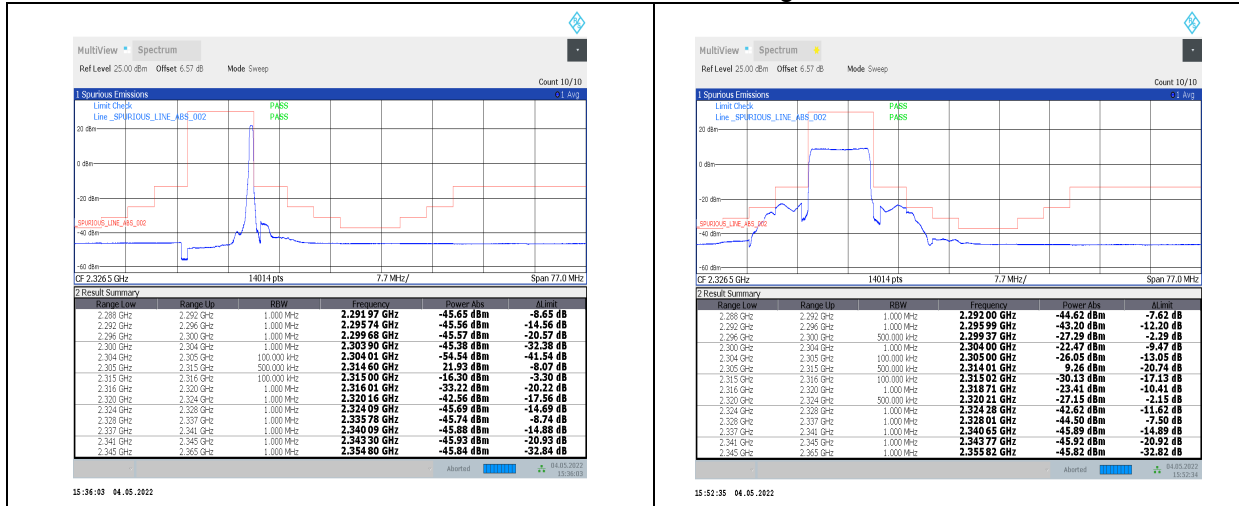 MultiView Spectrum
Ref Level 25.00 dBm Offset 6.57 dB Mode Sweep
Count 10/10
1 Spurious Emissions 1 Avg
Limit Check PASS
Line _SPURIOUS_LINE_ABS_002 PASS
20 dBm
0 dBm
-20 dBm
_SPURIOUS_LINE_ABS_002
-40 dBm
-60 dBm
CF 2.3265 GHz 14014 pts 7.7 MHz/ Span 77.0 MHz
2 Result Summary
Range Low Range Up RBW Frequency Power Abs ΔLimit
2.288 GHz 2.292 GHz 1.000 MHz 2.291 97 GHz -45.65 dBm -8.65 dB
2.292 GHz 2.296 GHz 1.000 MHz 2.295 74 GHz -45.56 dBm -14.56 dB
2.296 GHz 2.300 GHz 1.000 MHz 2.299 68 GHz -45.57 dBm -20.57 dB
2.300 GHz 2.304 GHz 1.000 MHz 2.303 90 GHz -45.38 dBm -32.38 dB
2.304 GHz 2.305 GHz 100.000 kHz 2.304 01 GHz -54.54 dBm -41.54 dB
2.305 GHz 2.315 GHz 500.000 kHz 2.314 60 GHz 21.93 dBm -8.07 dB
2.315 GHz 2.316 GHz 100.000 kHz 2.315 00 GHz -16.30 dBm -3.30 dB
2.316 GHz 2.320 GHz 1.000 MHz 2.316 01 GHz -33.22 dBm -20.22 dB
2.320 GHz 2.324 GHz 1.000 MHz 2.320 16 GHz -42.56 dBm -17.56 dB
2.324 GHz 2.328 GHz 1.000 MHz 2.324 09 GHz -45.69 dBm -14.69 dB
2.328 GHz 2.337 GHz 1.000 MHz 2.335 78 GHz -45.74 dBm -8.74 dB
2.337 GHz 2.341 GHz 1.000 MHz 2.340 09 GHz -45.88 dBm -14.88 dB
2.341 GHz 2.345 GHz 1.000 MHz 2.343 30 GHz -45.93 dBm -20.93 dB
2.345 GHz 2.365 GHz 1.000 MHz 2.354 80 GHz -45.84 dBm -32.84 dB
Aborted 04.05.2022
15:36:03
15:36:03 04.05.2022
MultiView Spectrum
Ref Level 25.00 dBm Offset 6.57 dB Mode Sweep
Count 10/10
1 Spurious Emissions 1 Avg
Limit Check PASS
Line _SPURIOUS_LINE_ABS_002 PASS
20 dBm
0 dBm
-20 dBm
_SPURIOUS_LINE_ABS_002
-40 dBm
-60 dBm
CF 2.3265 GHz 14014 pts 7.7 MHz/ Span 77.0 MHz
2 Result Summary
Range Low Range Up RBW Frequency Power Abs ΔLimit
2.288 GHz 2.292 GHz 1.000 MHz 2.292 00 GHz -44.62 dBm -7.62 dB
2.292 GHz 2.296 GHz 1.000 MHz 2.295 99 GHz -43.20 dBm -12.20 dB
2.296 GHz 2.300 GHz 500.000 kHz 2.299 37 GHz -27.29 dBm -2.29 dB
2.300 GHz 2.304 GHz 1.000 MHz 2.304 00 GHz -22.47 dBm -9.47 dB
2.304 GHz 2.305 GHz 100.000 kHz 2.305 00 GHz -26.05 dBm -13.05 dB
2.305 GHz 2.315 GHz 500.000 kHz 2.314 01 GHz 9.26 dBm -20.74 dB
2.315 GHz 2.316 GHz 100.000 kHz 2.315 02 GHz -30.13 dBm -17.13 dB
2.316 GHz 2.320 GHz 1.000 MHz 2.318 71 GHz -23.41 dBm -10.41 dB
2.320 GHz 2.324 GHz 500.000 kHz 2.320 21 GHz -27.15 dBm -2.15 dB
2.324 GHz 2.328 GHz 1.000 MHz 2.324 28 GHz -42.62 dBm -11.62 dB
2.328 GHz 2.337 GHz 1.000 MHz 2.328 01 GHz -44.50 dBm -7.50 dB
2.337 GHz 2.341 GHz 1.000 MHz 2.340 65 GHz -45.89 dBm -14.89 dB
2.341 GHz 2.345 GHz 1.000 MHz 2.343 77 GHz -45.92 dBm -20.92 dB
2.345 GHz 2.365 GHz 1.000 MHz 2.355 82 GHz -45.82 dBm -32.82 dB
Aborted 04.05.2022
15:52:34
15:52:35 04.05.2022